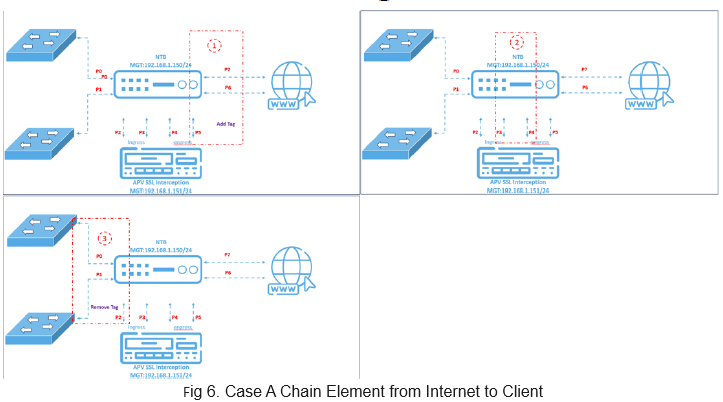 1
NTB
MGT:192.168.1.150/24
P0
P0
P7
P1
P6
WWW
Add Tag
P2 P3 P4 P5
Ingress egress
APV SSL Interception
MGT:192.168.1.151/24
2
NTB
MGT:192.168.1.150/24
P0
P7
P1
P6
WWW
P2 P3 P4 P5
Ingress egress
APV SSL Interception
MGT:192.168.1.151/24
3
NTB
MGT:192.168.1.150/24
P0
P7
P1
P6
WWW
Remove Tag
P2 P3 P4 P5
Ingress egress
APV SSL Interception
MGT:192.168.1.151/24
Fig 6. Case A Chain Element from Internet to Client